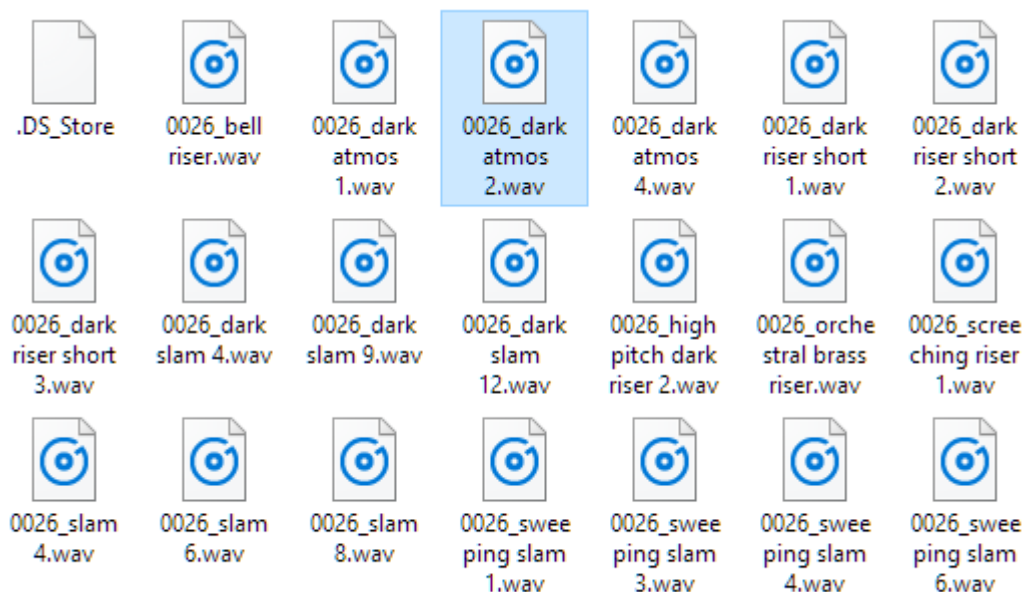 .DS_Store
0026_bell
riser.wav
0026_dark
atmos
1.wav
0026_dark
atmos
2.wav
0026_dark
atmos
4.wav
0026_dark
riser short
1.wav
0026_dark
riser short
2.wav
0026_dark
riser short
3.wav
0026_dark
slam 4.wav
0026_dark
slam 9.wav
0026_dark
slam
12.wav
0026_high
pitch dark
riser 2.wav
0026_orche
stral brass
riser.wav
0026_scree
ching riser
1.wav
0026_slam
4.wav
0026_slam
6.wav
0026_slam
8.wav
0026_swee
ping slam
1.wav
0026_swee
ping slam
3.wav
0026_swee
ping slam
4.wav
0026_swee
ping slam
6.wav